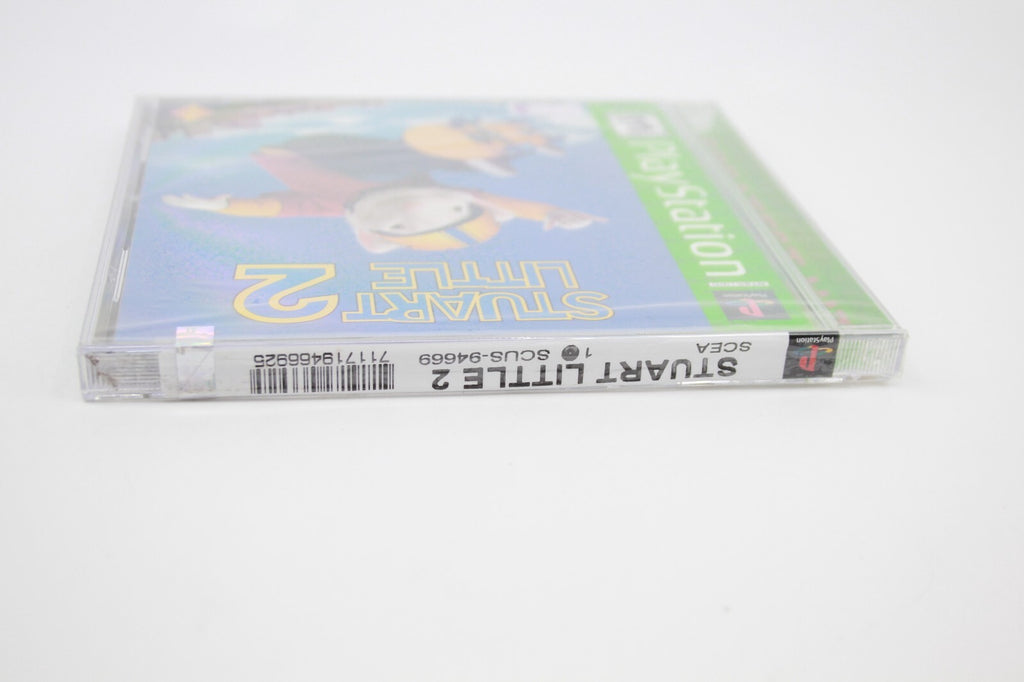 PlayStation
STUART
LITTLE
2
PlayStation
STUART LITTLE 2
SCEA
1
SCUS-94669
711719466925